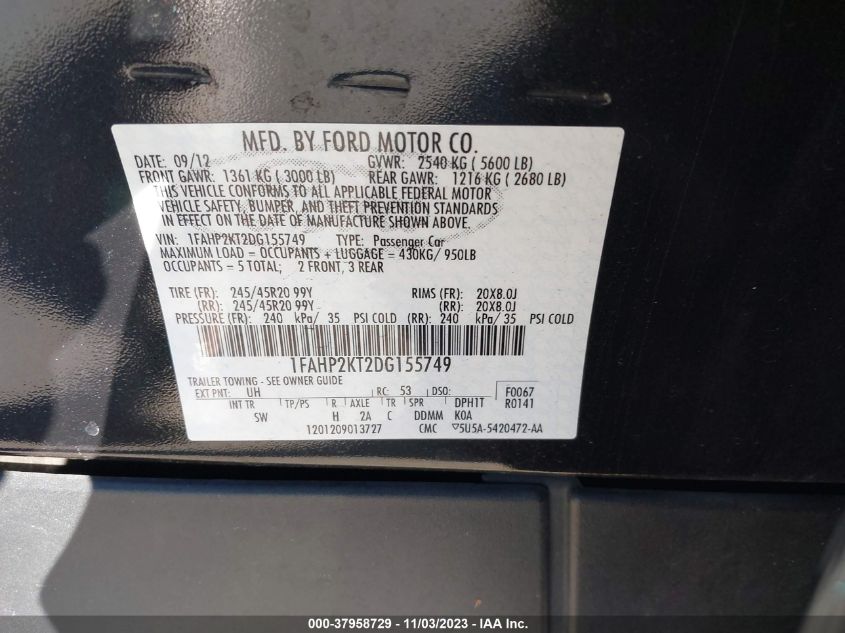 MFD. BY FORD MOTOR CO.
DATE: 09/12 GVWR: 2540 KG ( 5600 LB)
FRONT GAWR: 1361 KG ( 3000 LB) REAR GAWR: 1216 KG ( 2680 LB)
THIS VEHICLE CONFORMS TO ALL APPLICABLE FEDERAL MOTOR
VEHICLE SAFETY, BUMPER, AND THEFT PREVENTION STANDARDS
IN EFFECT ON THE DATE OF MANUFACTURE SHOWN ABOVE.
VIN: 1FAHP2KT2DG155749 TYPE: Passenger Car
MAXIMUM LOAD = OCCUPANTS + LUGGAGE = 430KG/ 950LB
OCCUPANTS = 5 TOTAL; 2 FRONT, 3 REAR
TIRE (FR): 245/45R20 99Y RIMS (FR): 20X8.0J
(RR): 245/45R20 99Y (RR): 20X8.0J
PRESSURE (FR): 240 kPa/ 35 PSI COLD (RR): 240 kPa/ 35 PSI COLD
1FAHP2KT2DG155749
TRAILER TOWING - SEE OWNER GUIDE
EXT PNT: UH RC: 53 DSO: F0067
INT TR TP/PS R AXLE TR SPR DPH1T R0141
SW H 2A C DDMM K0A
1201209013727 CMC 5U5A-5420472-AA
000-37958729 - 11/03/2023 - IAA Inc.